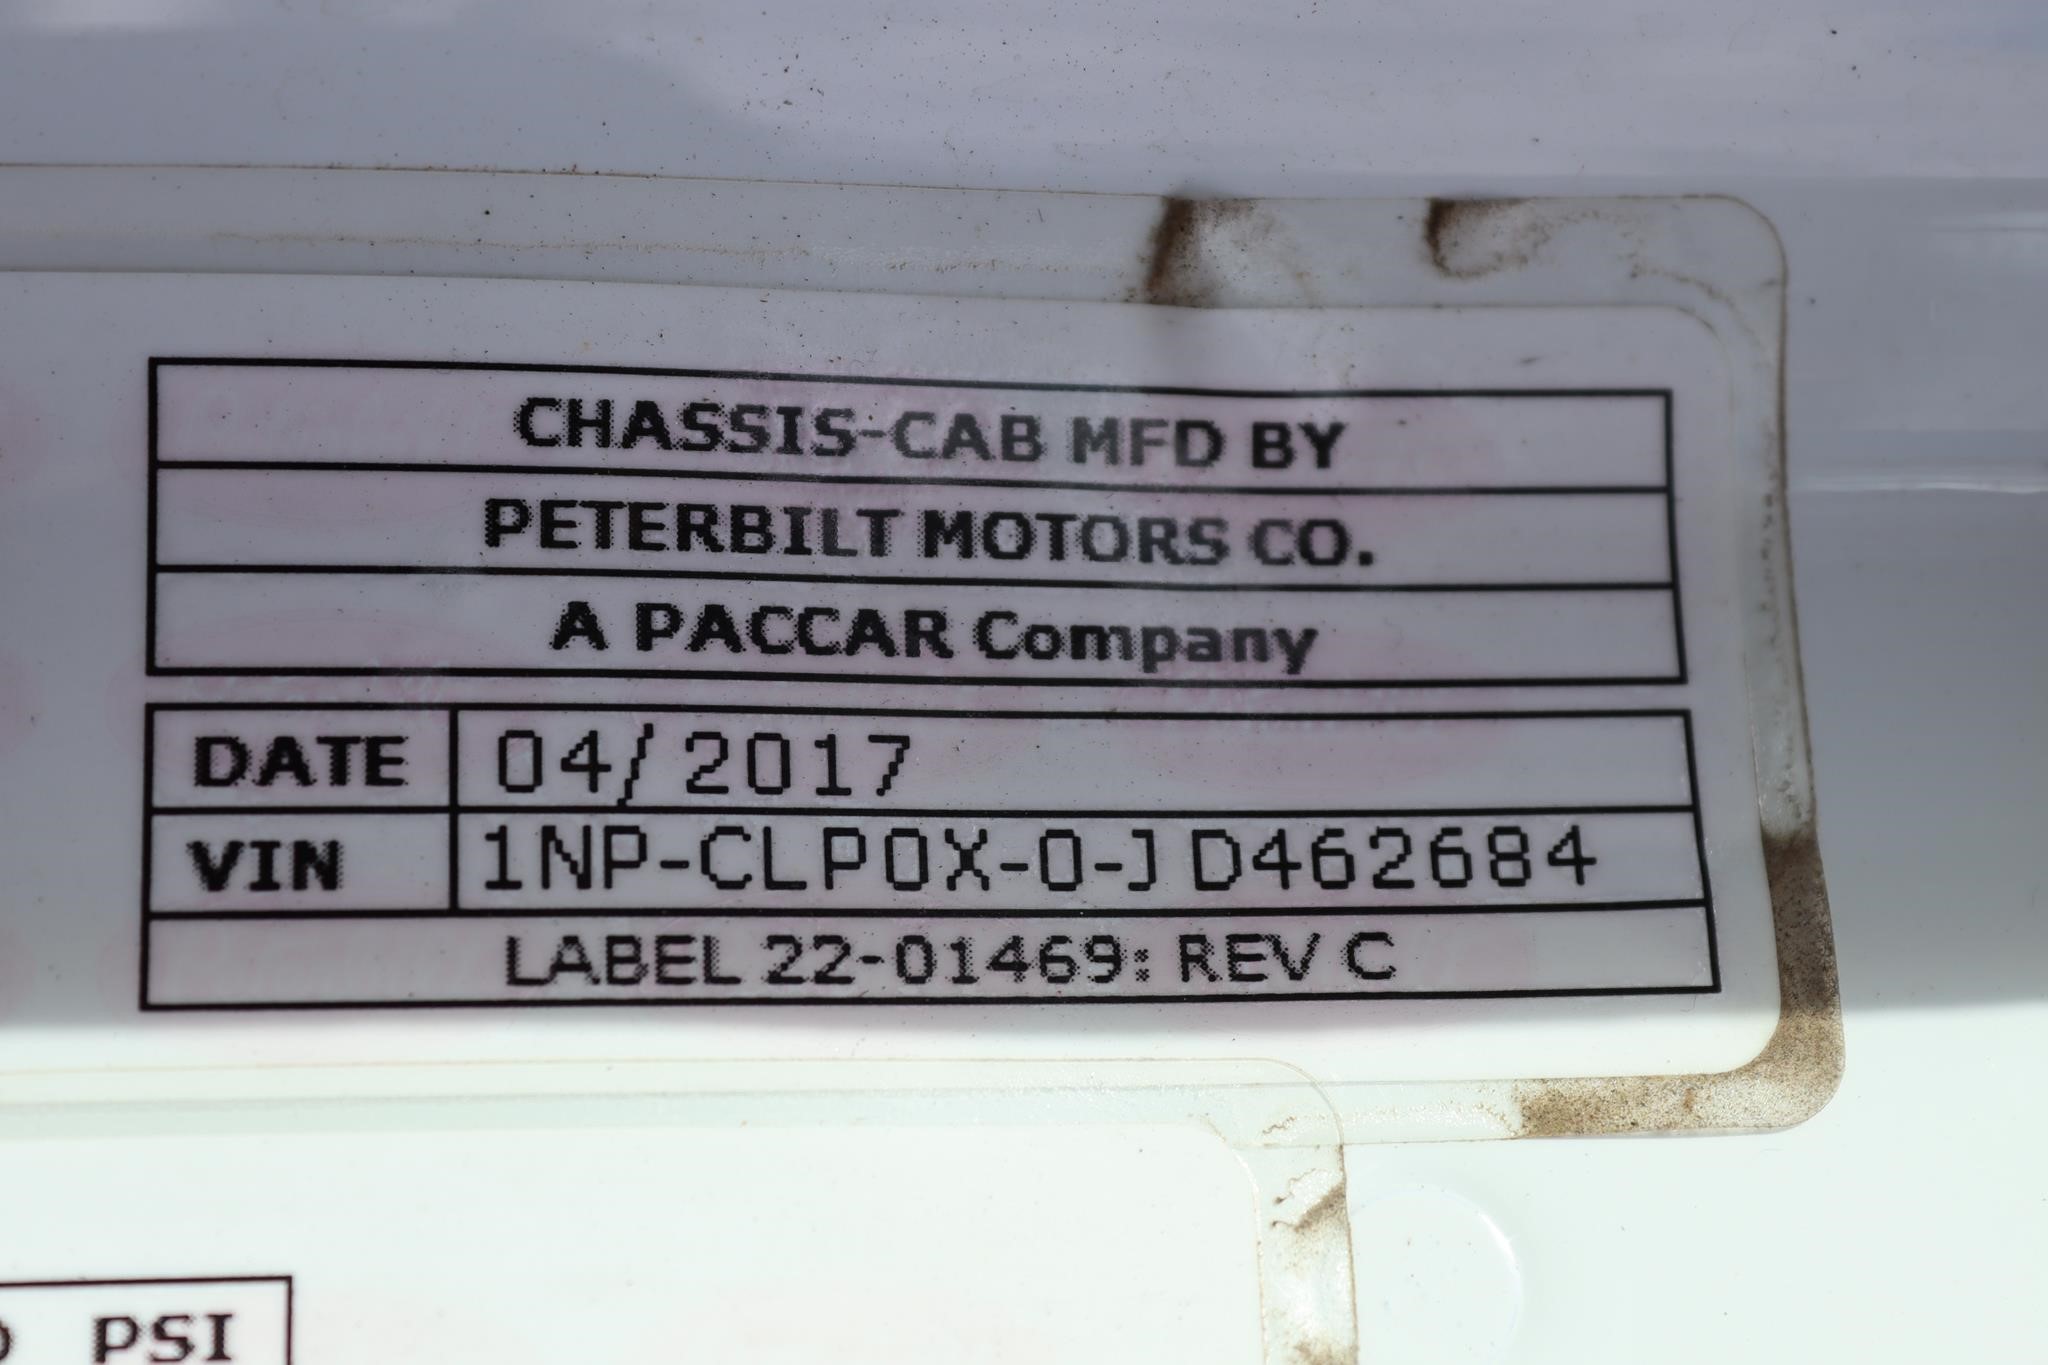 CHASSIS-CAB MFD BY
PETERBILT MOTORS CO.
A PACCAR Company
DATE 04/2017
VIN 1NP-CLP0X-0-JD462684
LABEL 22-01469: REV C
PSI